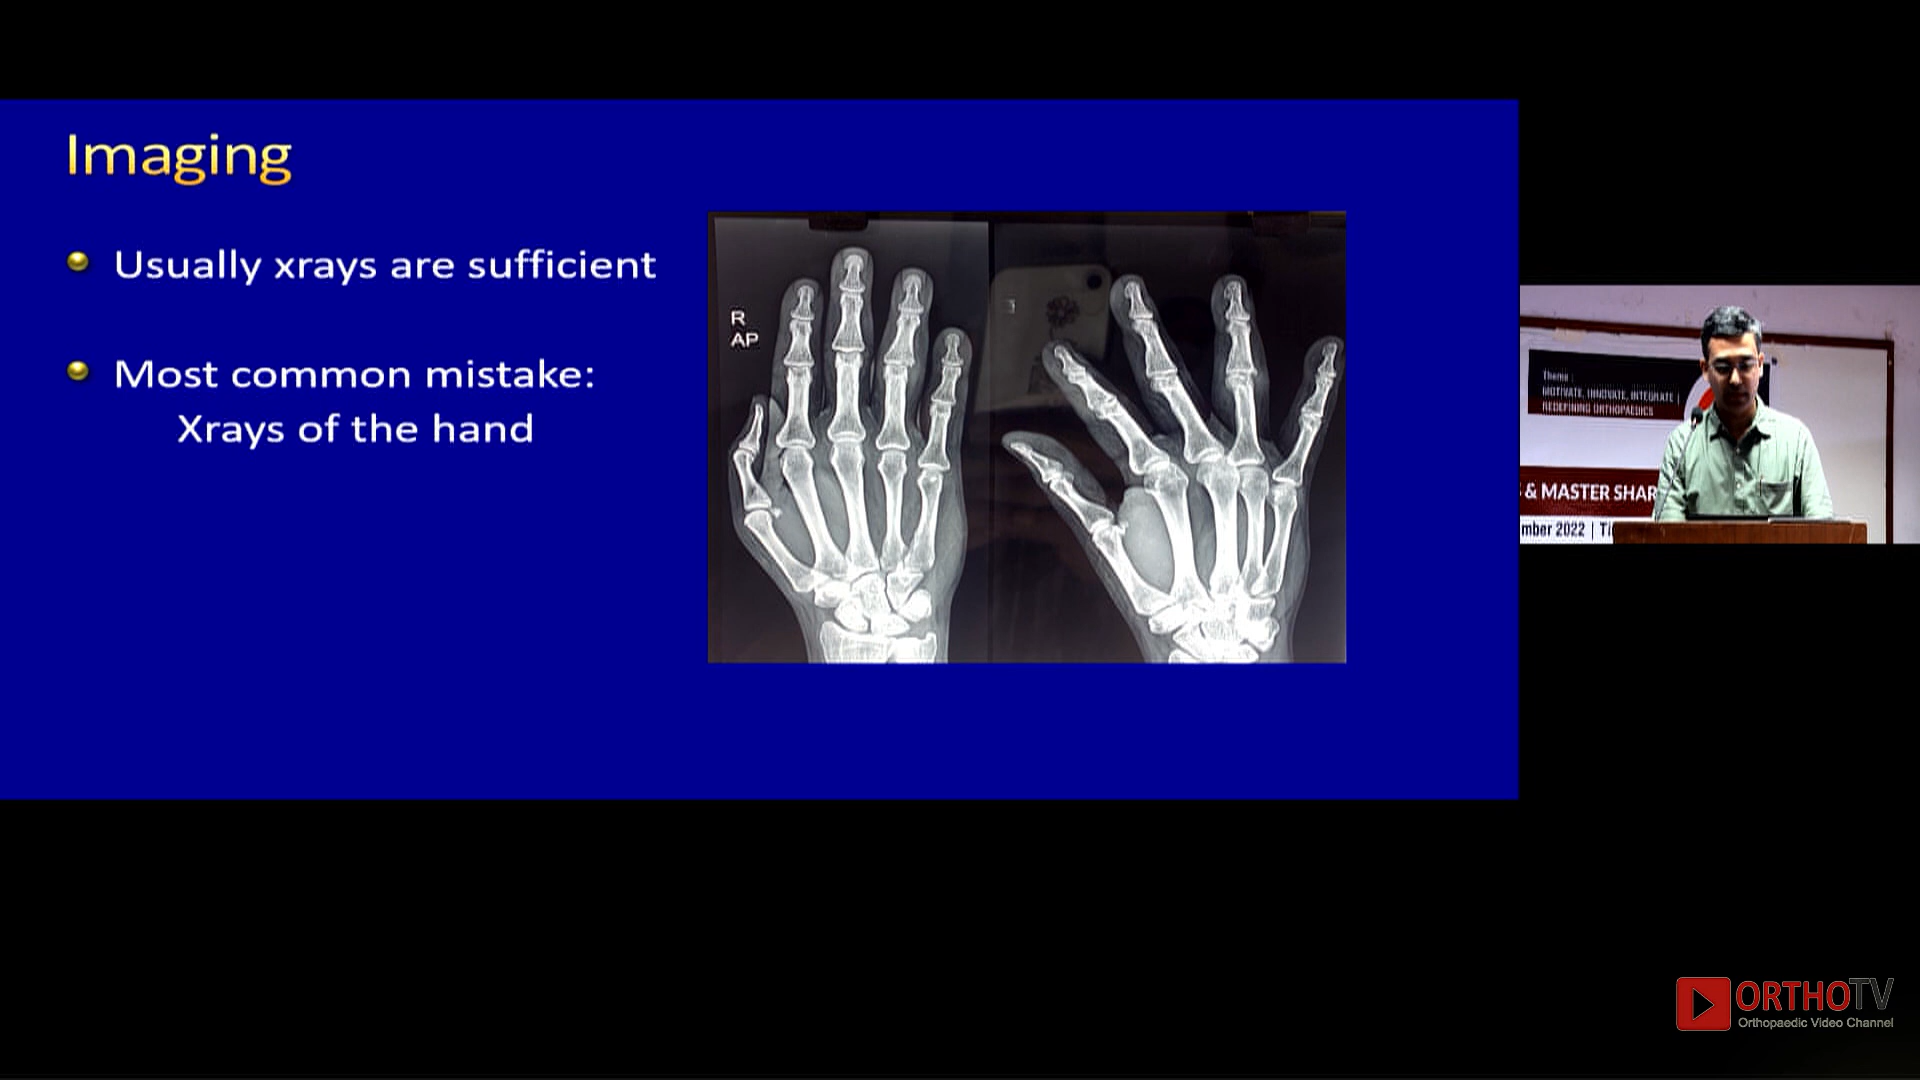 Imaging
Usually xrays are sufficient
Most common mistake:
Xrays of the hand
R
AP
Theme :
MOTIVATE, INNOVATE, INTEGRATE |
REDEFINING ORTHOPAEDICS
& MASTER SHAR
mber 2022 | Ti
ORTHOTV
Orthopaedic Video Channel